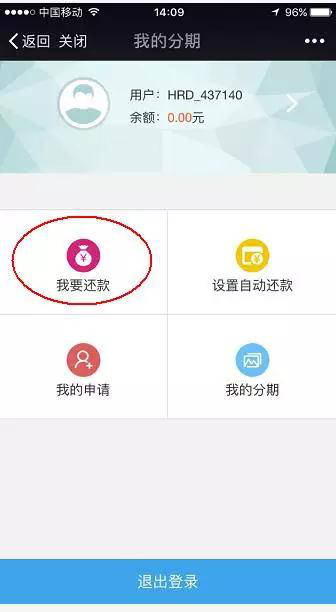 中国移动 14:09 96%
返回 关闭 我的分期
用户：HRD_437140
余额：0.00元
我要还款 设置自动还款
我的申请 我的分期
退出登录